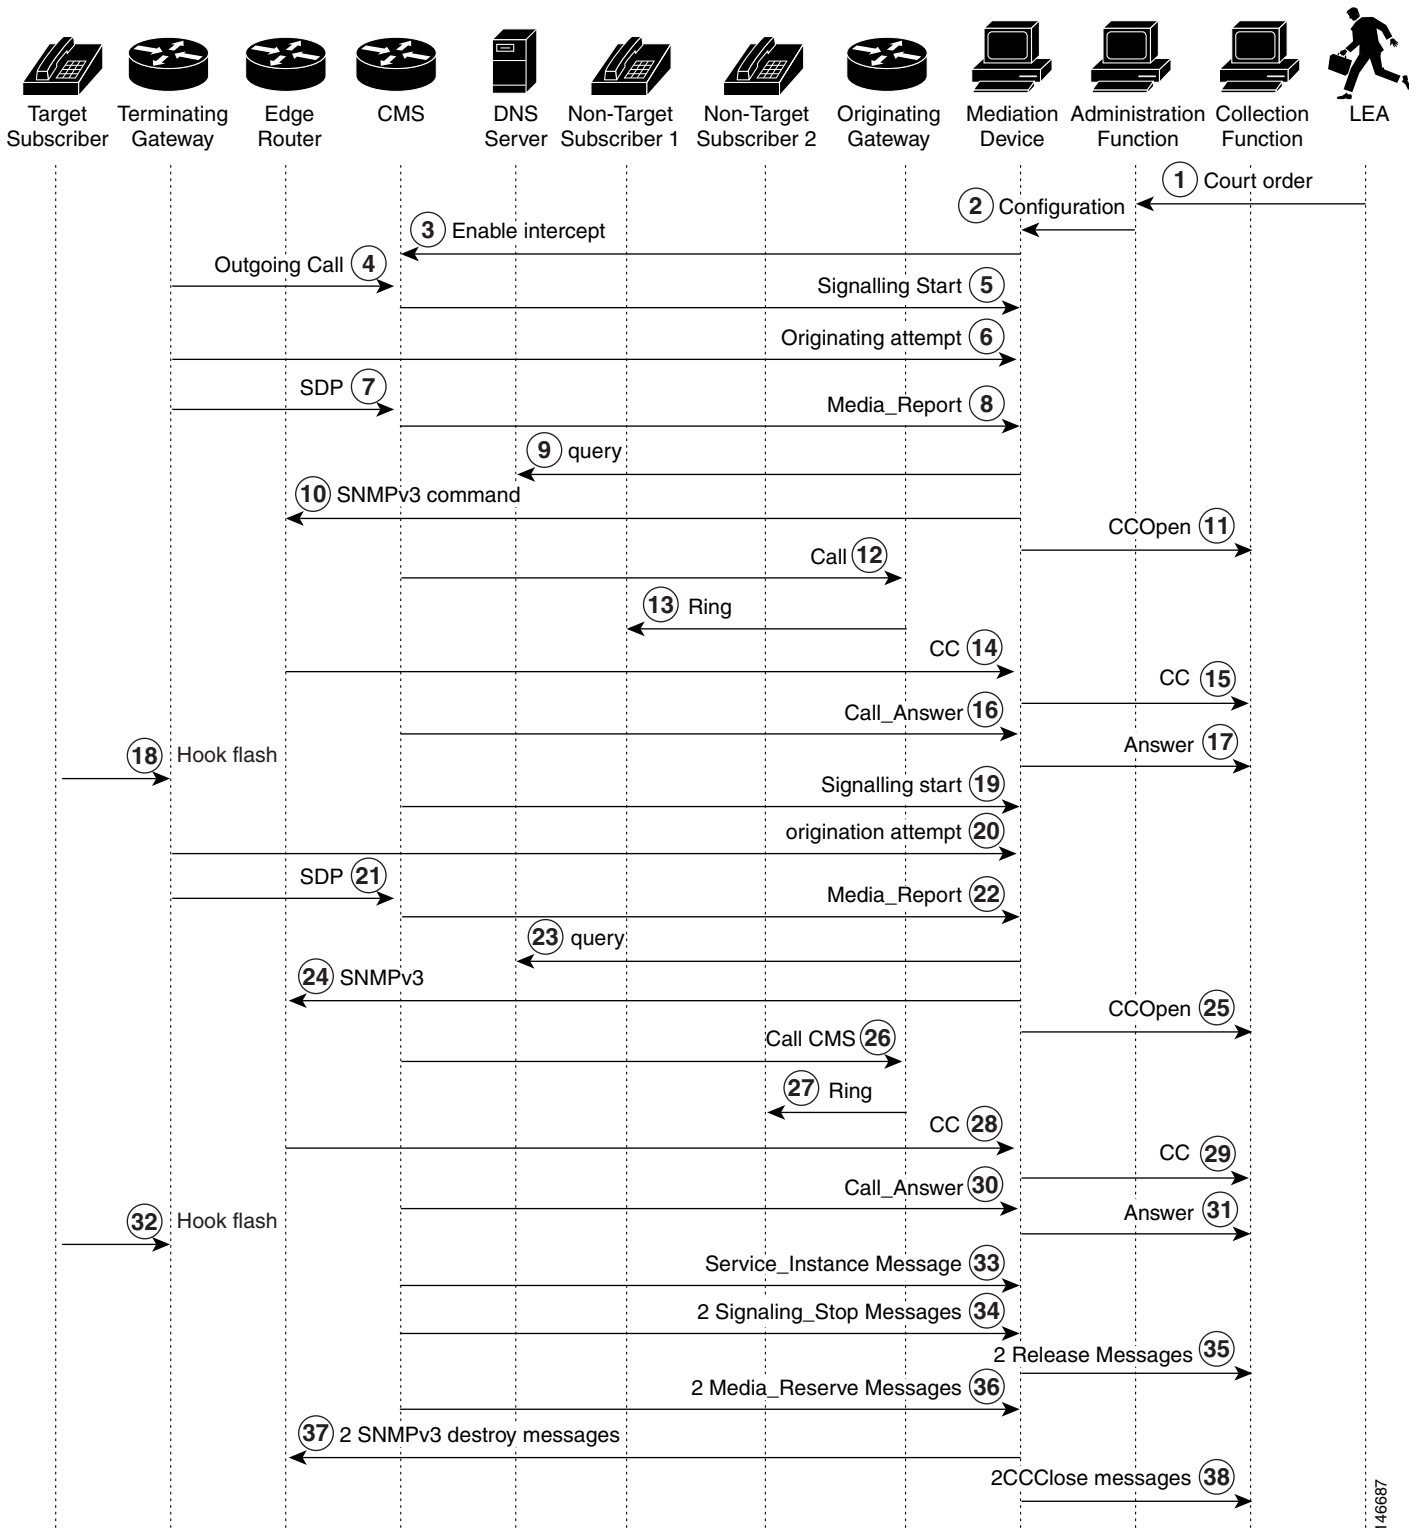 Target
Subscriber
Terminating
Gateway
Edge
Router
CMS
DNS
Server
Non-Target
Subscriber 1
Non-Target
Subscriber 2
Originating
Gateway
Mediation
Device
Administration
Function
Collection
Function
LEA
1 Court order
2 Configuration
3 Enable intercept
Outgoing Call 4
Signalling Start 5
Originating attempt 6
SDP 7
Media_Report 8
9 query
10 SNMPv3 command
CCOpen 11
Call 12
13 Ring
CC 14
CC 15
Call_Answer 16
Answer 17
18 Hook flash
Signalling start 19
origination attempt 20
SDP 21
Media_Report 22
23 query
24 SNMPv3
CCOpen 25
Call CMS 26
27 Ring
CC 28
CC 29
Call_Answer 30
Answer 31
32 Hook flash
Service_Instance Message 33
2 Signaling_Stop Messages 34
2 Release Messages 35
2 Media_Reserve Messages 36
37 2 SNMPv3 destroy messages
2CCClose messages 38
146687